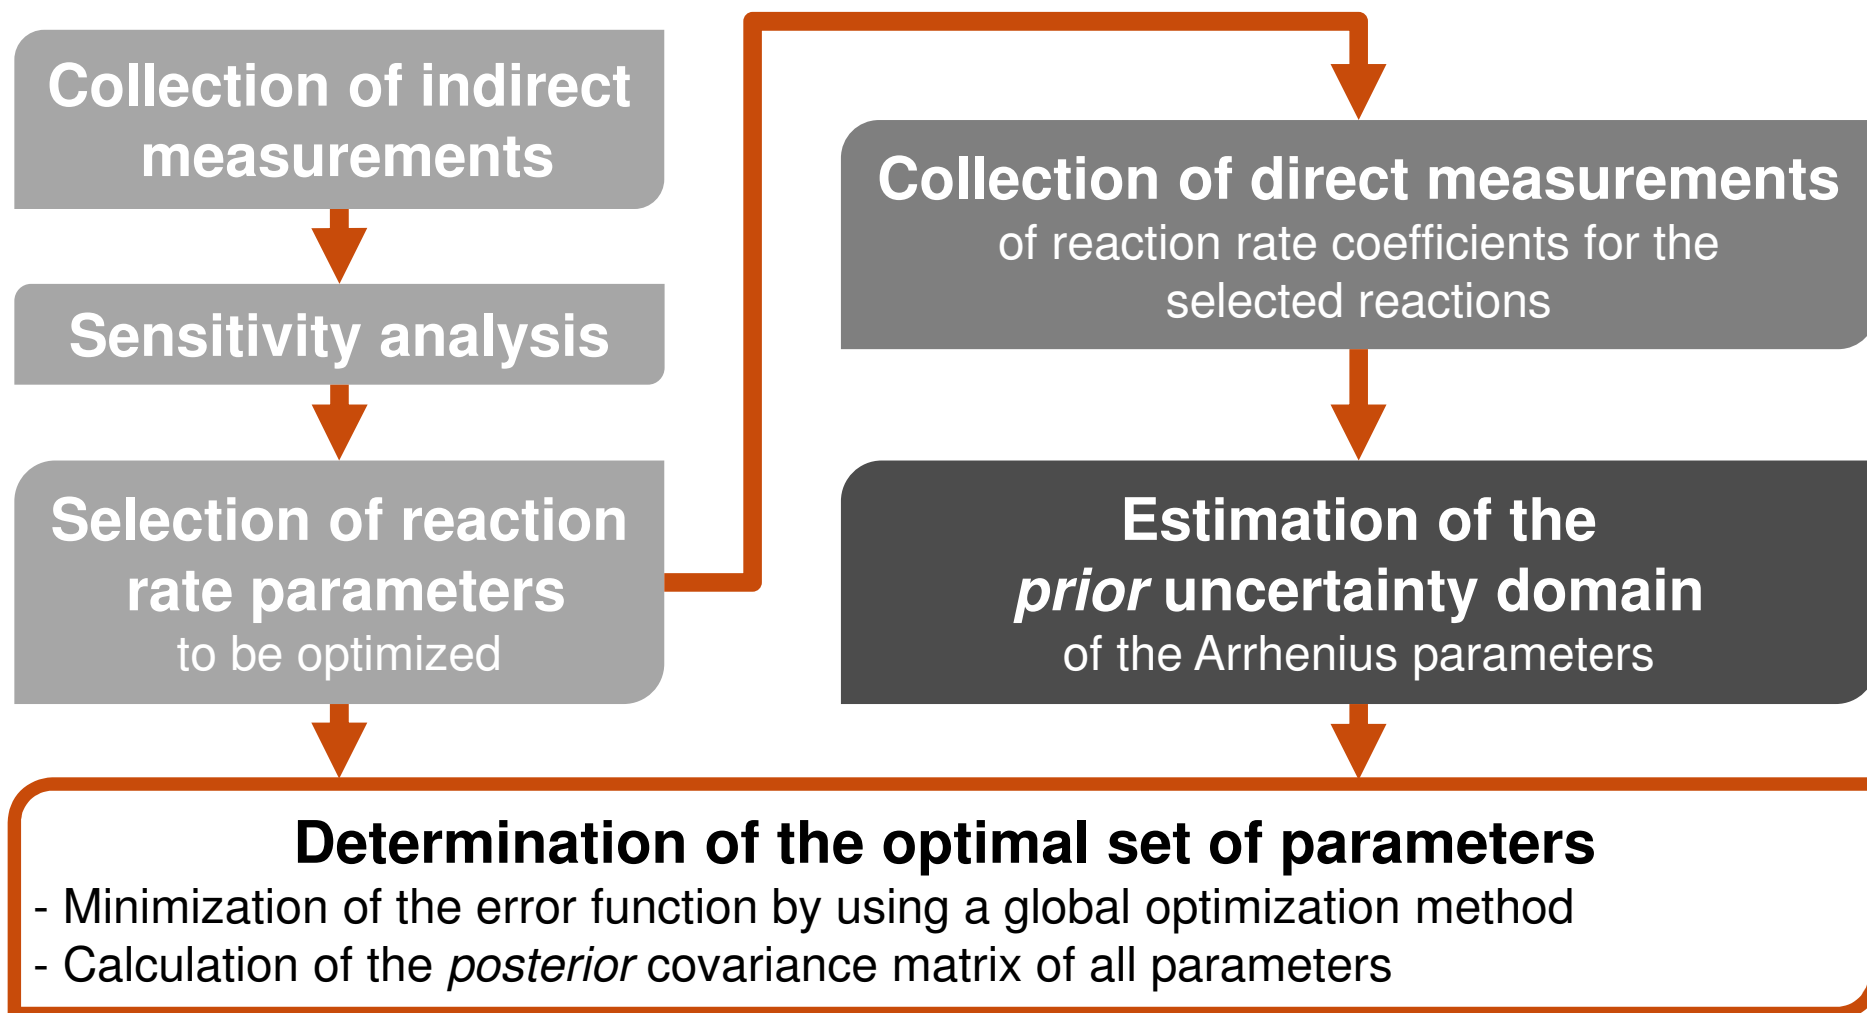 Collection of indirect
measurements
Sensitivity analysis
Selection of reaction
rate parameters
to be optimized
Collection of direct measurements
of reaction rate coefficients for the
selected reactions
Estimation of the
prior uncertainty domain
of the Arrhenius parameters
Determination of the optimal set of parameters
- Minimization of the error function by using a global optimization method
- Calculation of the posterior covariance matrix of all parameters